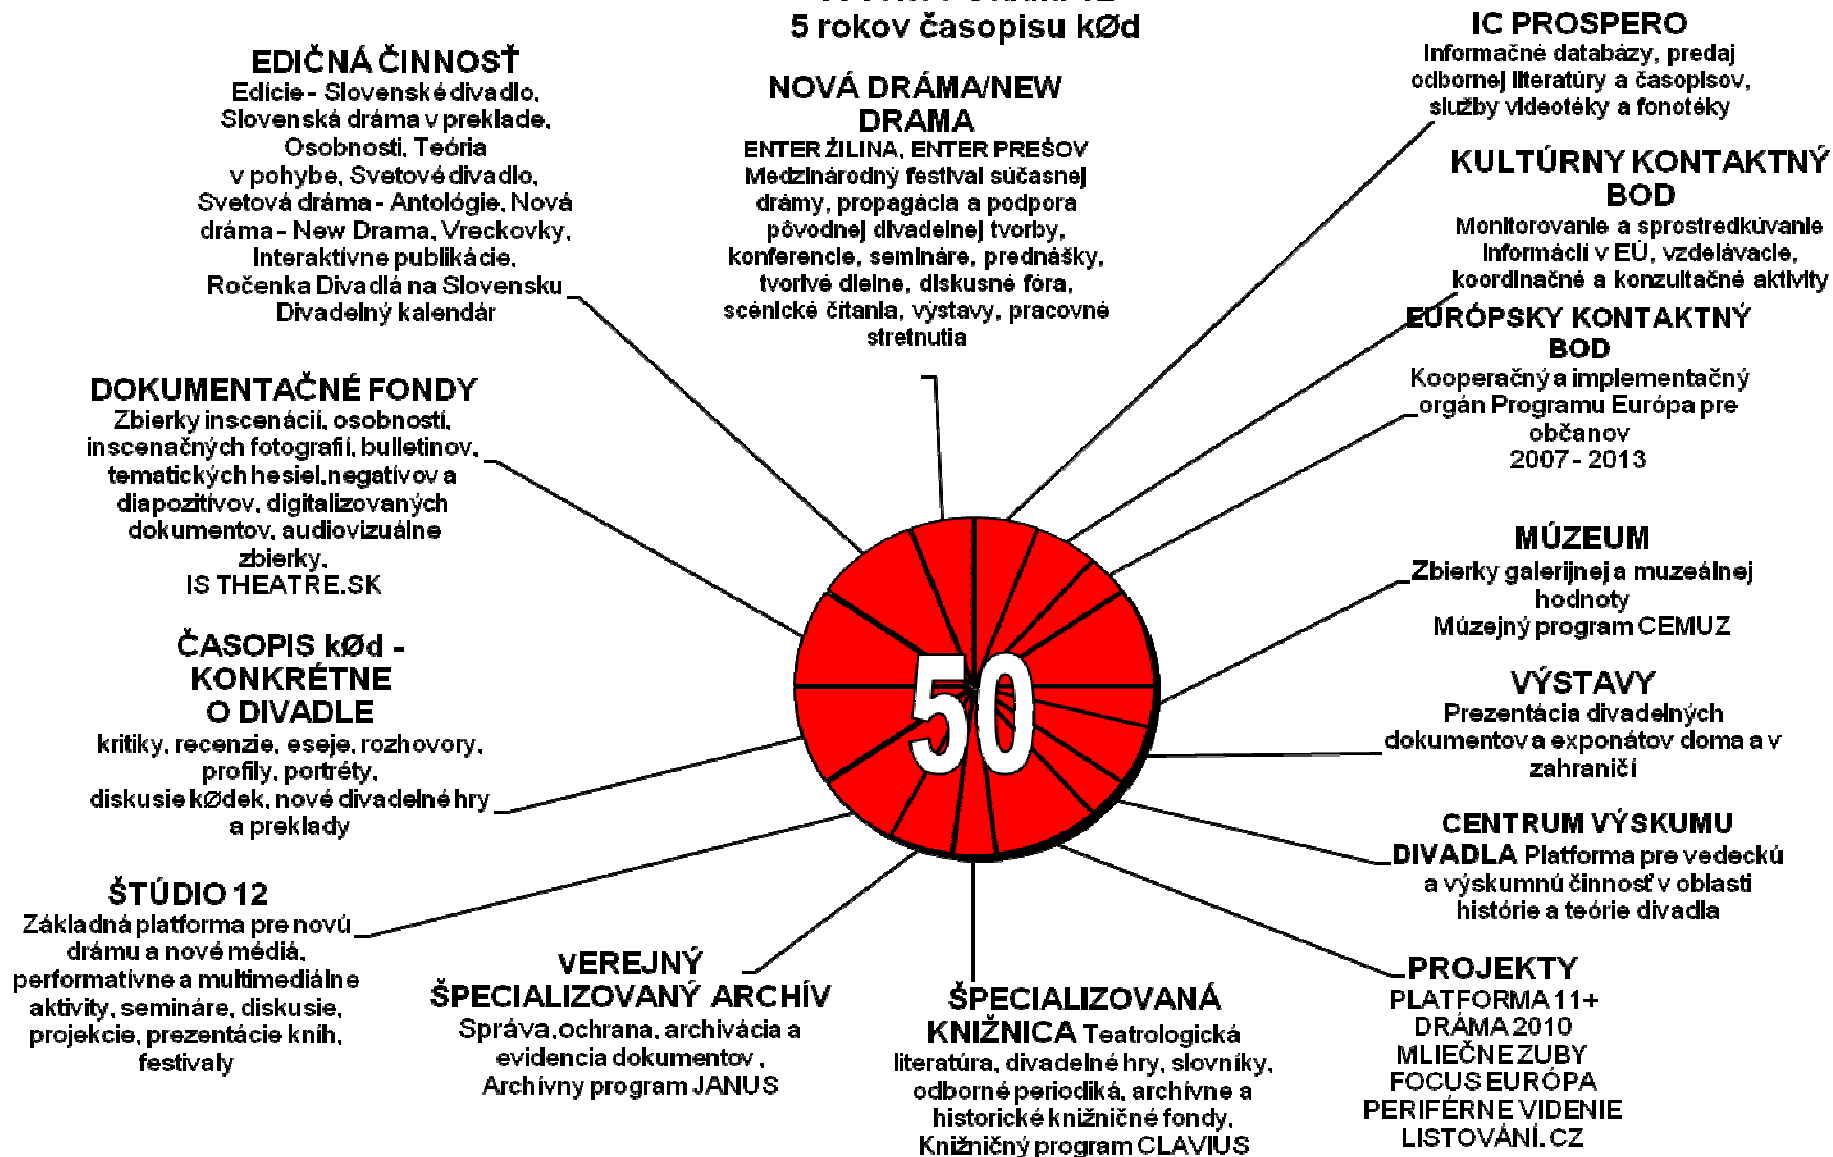 5 rokov časopisu kØd
EDIČNÁ ČINNOSŤ
Edície - Slovenské divadlo,
Slovenská dráma v preklade,
Osobnosti, Teória
v pohybe, Svetové divadlo,
Svetová dráma - Antológie, Nová
dráma - New Drama, Vreckovky,
Interaktívne publikácie,
Ročenka Divadlá na Slovensku
Divadelný kalendár
NOVÁ DRÁMA/NEW
DRAMA
ENTER ŽILINA, ENTER PREŠOV
Medzinárodný festival súčasnej
drámy, propagácia a podpora
pôvodnej divadelnej tvorby,
konferencie, semináre, prednášky,
tvorivé dielne, diskusné fóra,
scénické čítania, výstavy, pracovné
stretnutia
IC PROSPERO
Informačné databázy, predaj
odbornej literatúry a časopisov,
služby videotéky a fonotéky
KULTÚRNY KONTAKTNÝ
BOD
Monitorovanie a sprostredkúvanie
informácií v EÚ, vzdelávacie,
koordinačné a konzultačné aktivity
EURÓPSKY KONTAKTNÝ
BOD
Kooperačný a implementačný
orgán Programu Európa pre
občanov
2007 - 2013
DOKUMENTAČNÉ FONDY
Zbierky inscenácií, osobností,
inscenačných fotografií, bulletinov,
tematických hesiel,negatívov a
diapozitívov, digitalizovaných
dokumentov, audiovizuálne
zbierky,
IS THEATRE.SK
MÚZEUM
Zbierky galerijnej a muzeálnej
hodnoty
Múzejný program CEMUZ
ČASOPIS kØd -
KONKRÉTNE
O DIVADLE
kritiky, recenzie, eseje, rozhovory,
profily, portréty,
diskusie kØdek, nové divadelné hry
a preklady
50
VÝSTAVY
Prezentácia divadelných
dokumentov a exponátov doma a v
zahraničí
CENTRUM VÝSKUMU
DIVADLA Platforma pre vedeckú
a výskumnú činnosť v oblasti
histórie a teórie divadla
ŠTÚDIO 12
Základná platforma pre novú
drámu a nové médiá,
performatívne a multimediálne
aktivity, semináre, diskusie,
projekcie, prezentácie kníh,
festivaly
VEREJNÝ
ŠPECIALIZOVANÝ ARCHÍV
Správa,ochrana, archivácia a
evidencia dokumentov ,
Archívny program JANUS
ŠPECIALIZOVANÁ
KNIŽNICA Teatrologická
literatúra, divadelné hry, slovníky,
odborné periodiká, archívne a
historické knižničné fondy,
Knižničný program CLAVIUS
PROJEKTY
PLATFORMA 11+
DRÁMA 2010
MLIEČNE ZUBY
FOCUS EURÓPA
PERIFÉRNE VIDENIE
LISTOVÁNÍ.CZ